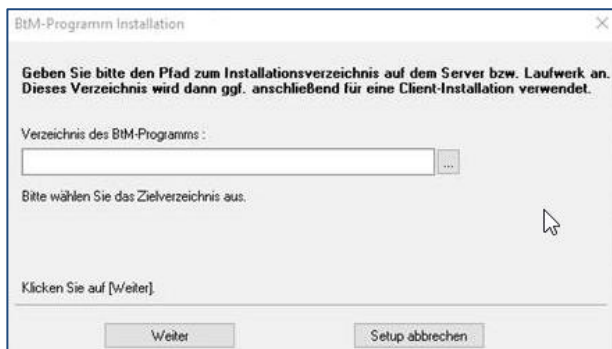 BtM-Programm Installation
Geben Sie bitte den Pfad zum Installationsverzeichnis auf dem Server bzw. Laufwerk an.
Dieses Verzeichnis wird dann ggf. anschließend für eine Client-Installation verwendet.
Verzeichnis des BtM-Programms :
...
Bitte wählen Sie das Zielverzeichnis aus.
Klicken Sie auf [Weiter].
Weiter
Setup abbrechen